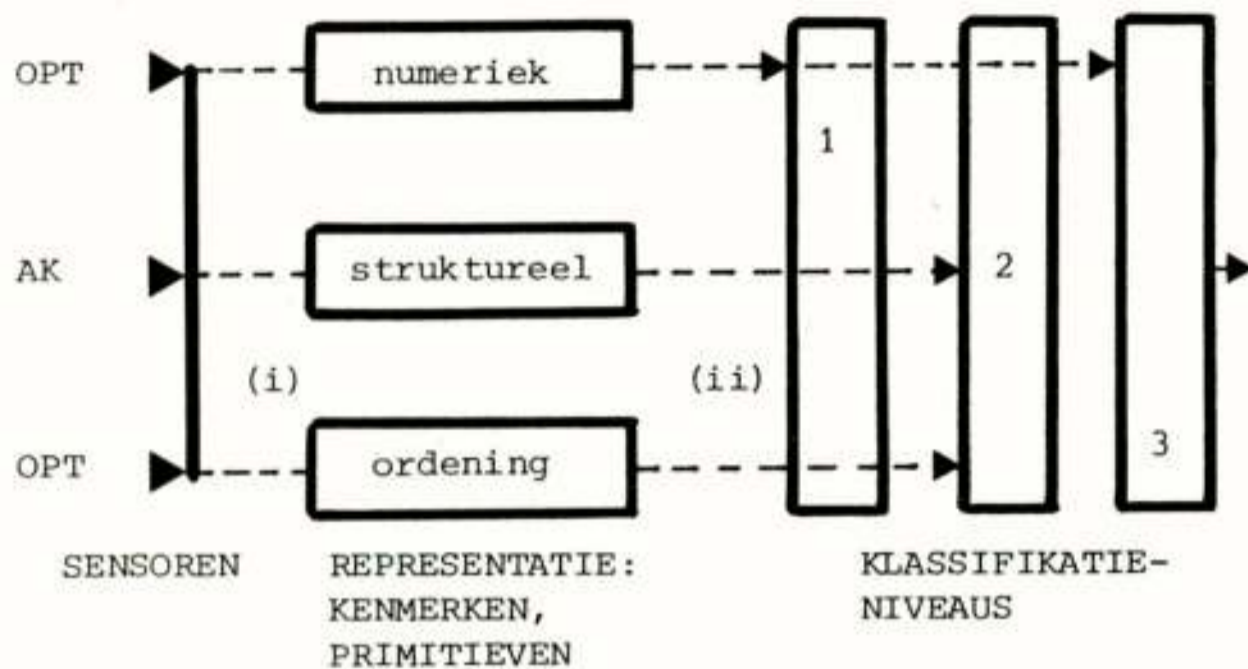 OPT numeriek
1
AK struktureel 2
(i) (ii)
OPT ordening 3
SENSOREN REPRESENTATIE: KLASSIFIKATIE-
KENMERKEN, NIVEAUS
PRIMITIEVEN